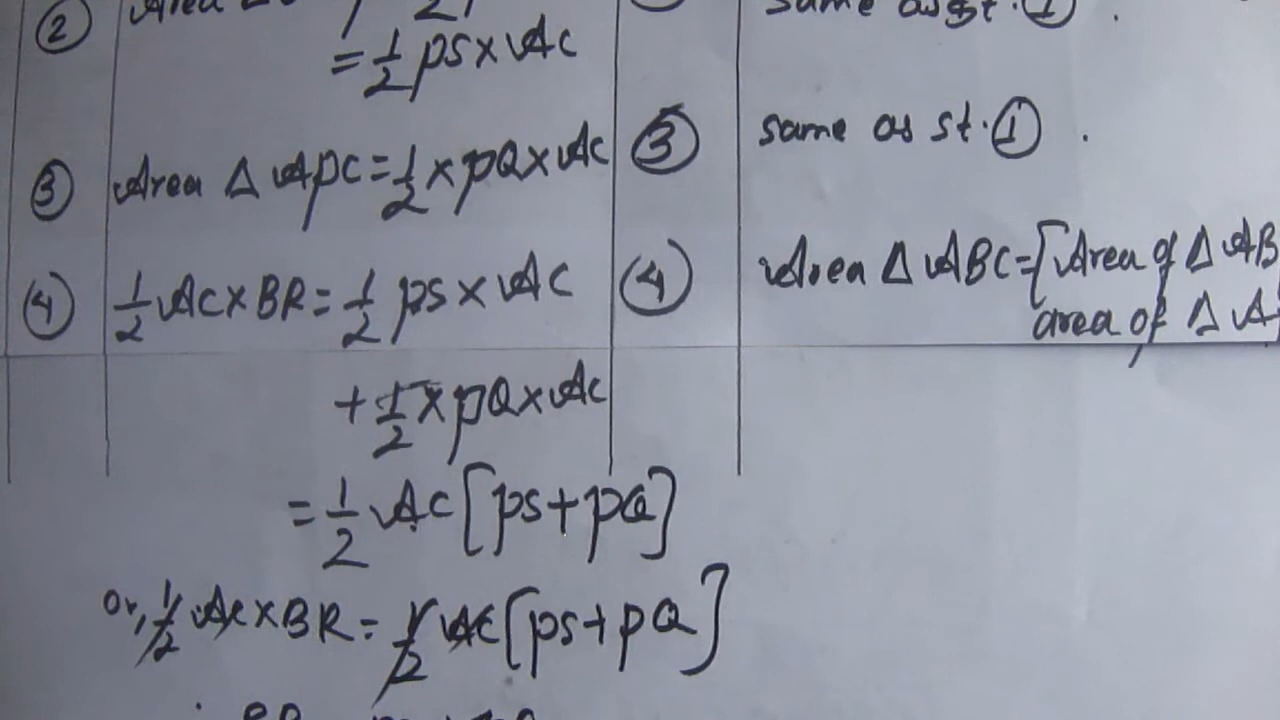 ② Area
same as st. ① .
= 1/2 PS × AC
③ Area Δ APC = 1/2 × PQ × AC
③ same as st. ① .
④ 1/2 AC × BR = 1/2 PS × AC
④ Area Δ ABC = [Area of Δ AB
area of Δ A
+ 1/2 × PQ × AC
= 1/2 AC [PS + PQ]
or, 1/2 AC × BR = 1/2 AC [PS + PQ]